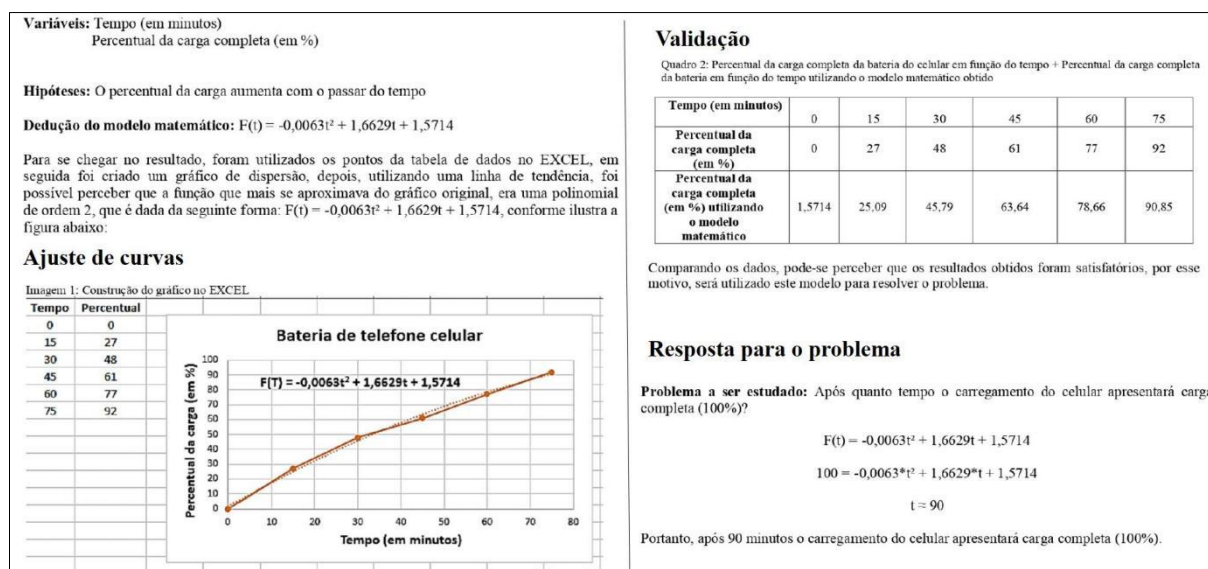 Variáveis: Tempo (em minutos)
Percentual da carga completa (em %)
Hipóteses: O percentual da carga aumenta com o passar do tempo
Dedução do modelo matemático: F(t) = -0,0063t² + 1,6629t + 1,5714
Para se chegar no resultado, foram utilizados os pontos da tabela de dados no EXCEL, em
seguida foi criado um gráfico de dispersão, depois, utilizando uma linha de tendência, foi
possível perceber que a função que mais se aproximava do gráfico original, era uma polinomial
de ordem 2, que é dada da seguinte forma: F(t) = -0,0063t² + 1,6629t + 1,5714, conforme ilustra a
figura abaixo:
Ajuste de curvas
Imagem 1: Construção do gráfico no EXCEL
Tempo Percentual
0 0
15 27
30 48
45 61
60 77
75 92
Bateria de telefone celular
F(T) = -0,0063t² + 1,6629t + 1,5714
Percentual da carga (em %)
100
90
80
70
60
50
40
30
20
10
0
0 10 20 30 40 50 60 70 80
Tempo (em minutos)
Validação
Quadro 2: Percentual da carga completa da bateria do celular em função do tempo + Percentual da carga completa
da bateria em função do tempo utilizando o modelo matemático obtido
Tempo (em minutos) 0 15 30 45 60 75
Percentual da
carga completa
(em %)
0 27 48 61 77 92
Percentual da
carga completa
(em %) utilizando
o modelo
matemático
1,5714 25,09 45,79 63,64 78,66 90,85
Comparando os dados, pode-se perceber que os resultados obtidos foram satisfatórios, por esse
motivo, será utilizado este modelo para resolver o problema.
Resposta para o problema
Problema a ser estudado: Após quanto tempo o carregamento do celular apresentará carga
completa (100%)?
F(t) = -0,0063t² + 1,6629t + 1,5714
100 = -0,0063*t² + 1,6629*t + 1,5714
t ≈ 90
Portanto, após 90 minutos o carregamento do celular apresentará carga completa (100%).